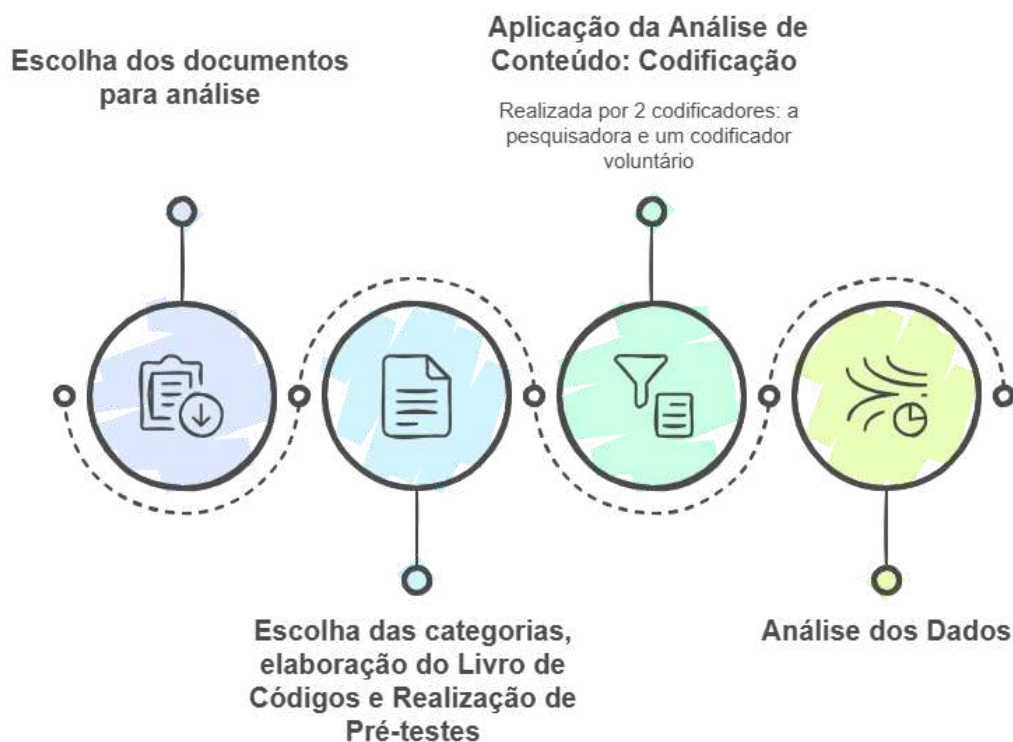 Escolha dos documentos
para análise
Aplicação da Análise de
Conteúdo: Codificação
Realizada por 2 codificadores: a
pesquisadora e um codificador
voluntário
Escolha das categorias,
elaboração do Livro de
Códigos e Realização de
Pré-testes
Análise dos Dados